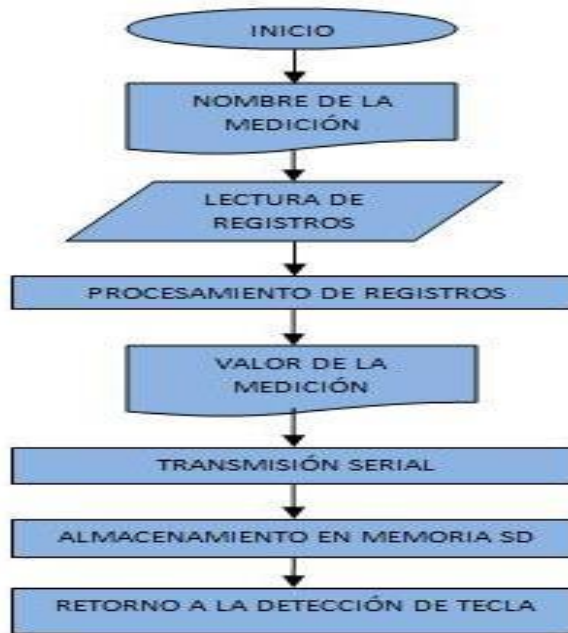 INICIO
NOMBRE DE LA
MEDICIÓN
LECTURA DE
REGISTROS
PROCESAMIENTO DE REGISTROS
VALOR DE LA
MEDICIÓN
TRANSMISIÓN SERIAL
ALMACENAMIENTO EN MEMORIA SD
RETORNO A LA DETECCIÓN DE TECLA